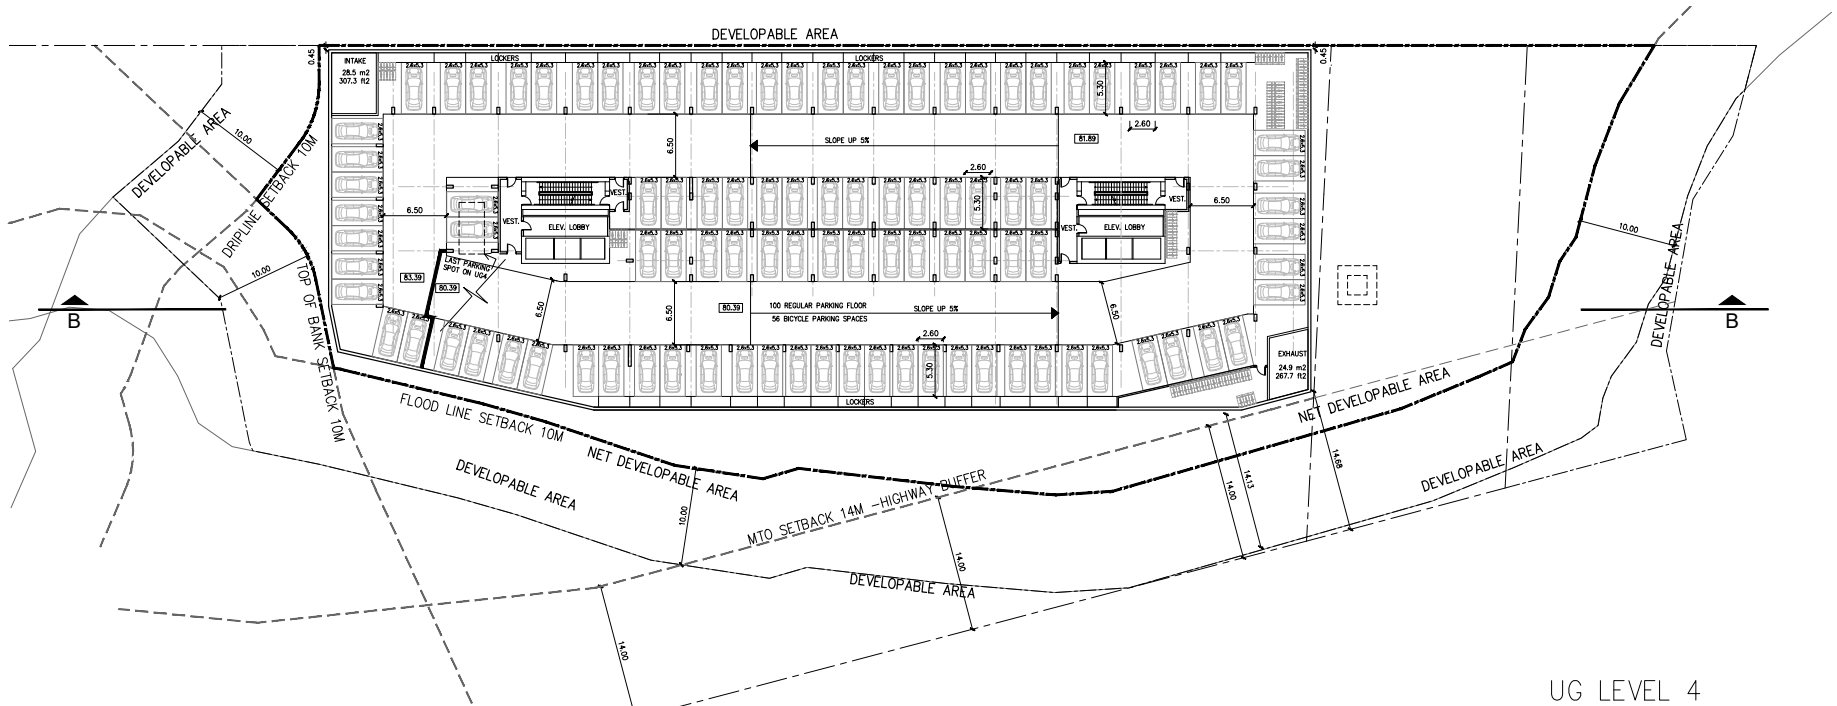 DEVELOPABLE AREA
0.45
0.45
INTAKE
28.5 m2
307.3 ft2
LOCKERS
LOCKERS
2.6x5.3
5.30
2.60
6.50
SLOPE UP 5%
81.89
DEVELOPABLE AREA
10.00
DRIPLINE SETBACK 10M
10.00
VEST.
VEST.
ELEV. LOBBY
2.60
5.30
VEST.
VEST.
ELEV. LOBBY
6.50
6.50
10.00
DEVELOPABLE AREA
TOP OF BANK SETBACK 10M
83.39
80.39
LAST PARKING
SPOT ON UG4
6.50
6.50
80.39
100 REGULAR PARKING FLOOR
56 BICYCLE PARKING SPACES
SLOPE UP 5%
6.50
2.60
5.30
B
B
EXHAUST
24.9 m2
267.7 ft2
LOCKERS
FLOOD LINE SETBACK 10M
NET DEVELOPABLE AREA
NET DEVELOPABLE AREA
DEVELOPABLE AREA
DEVELOPABLE AREA
10.00
MTO SETBACK 14M -HIGHWAY BUFFER
14.00
14.13
14.68
14.00
14.00
DEVELOPABLE AREA
UG LEVEL 4